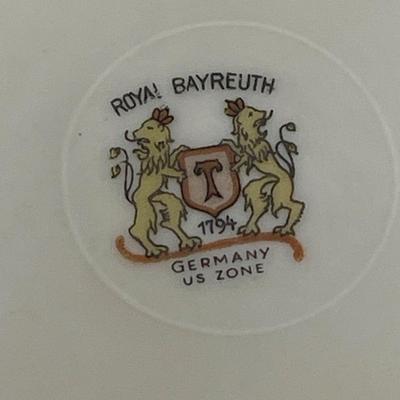 ROYAL BAYREUTH
T
1794
GERMANY
US ZONE